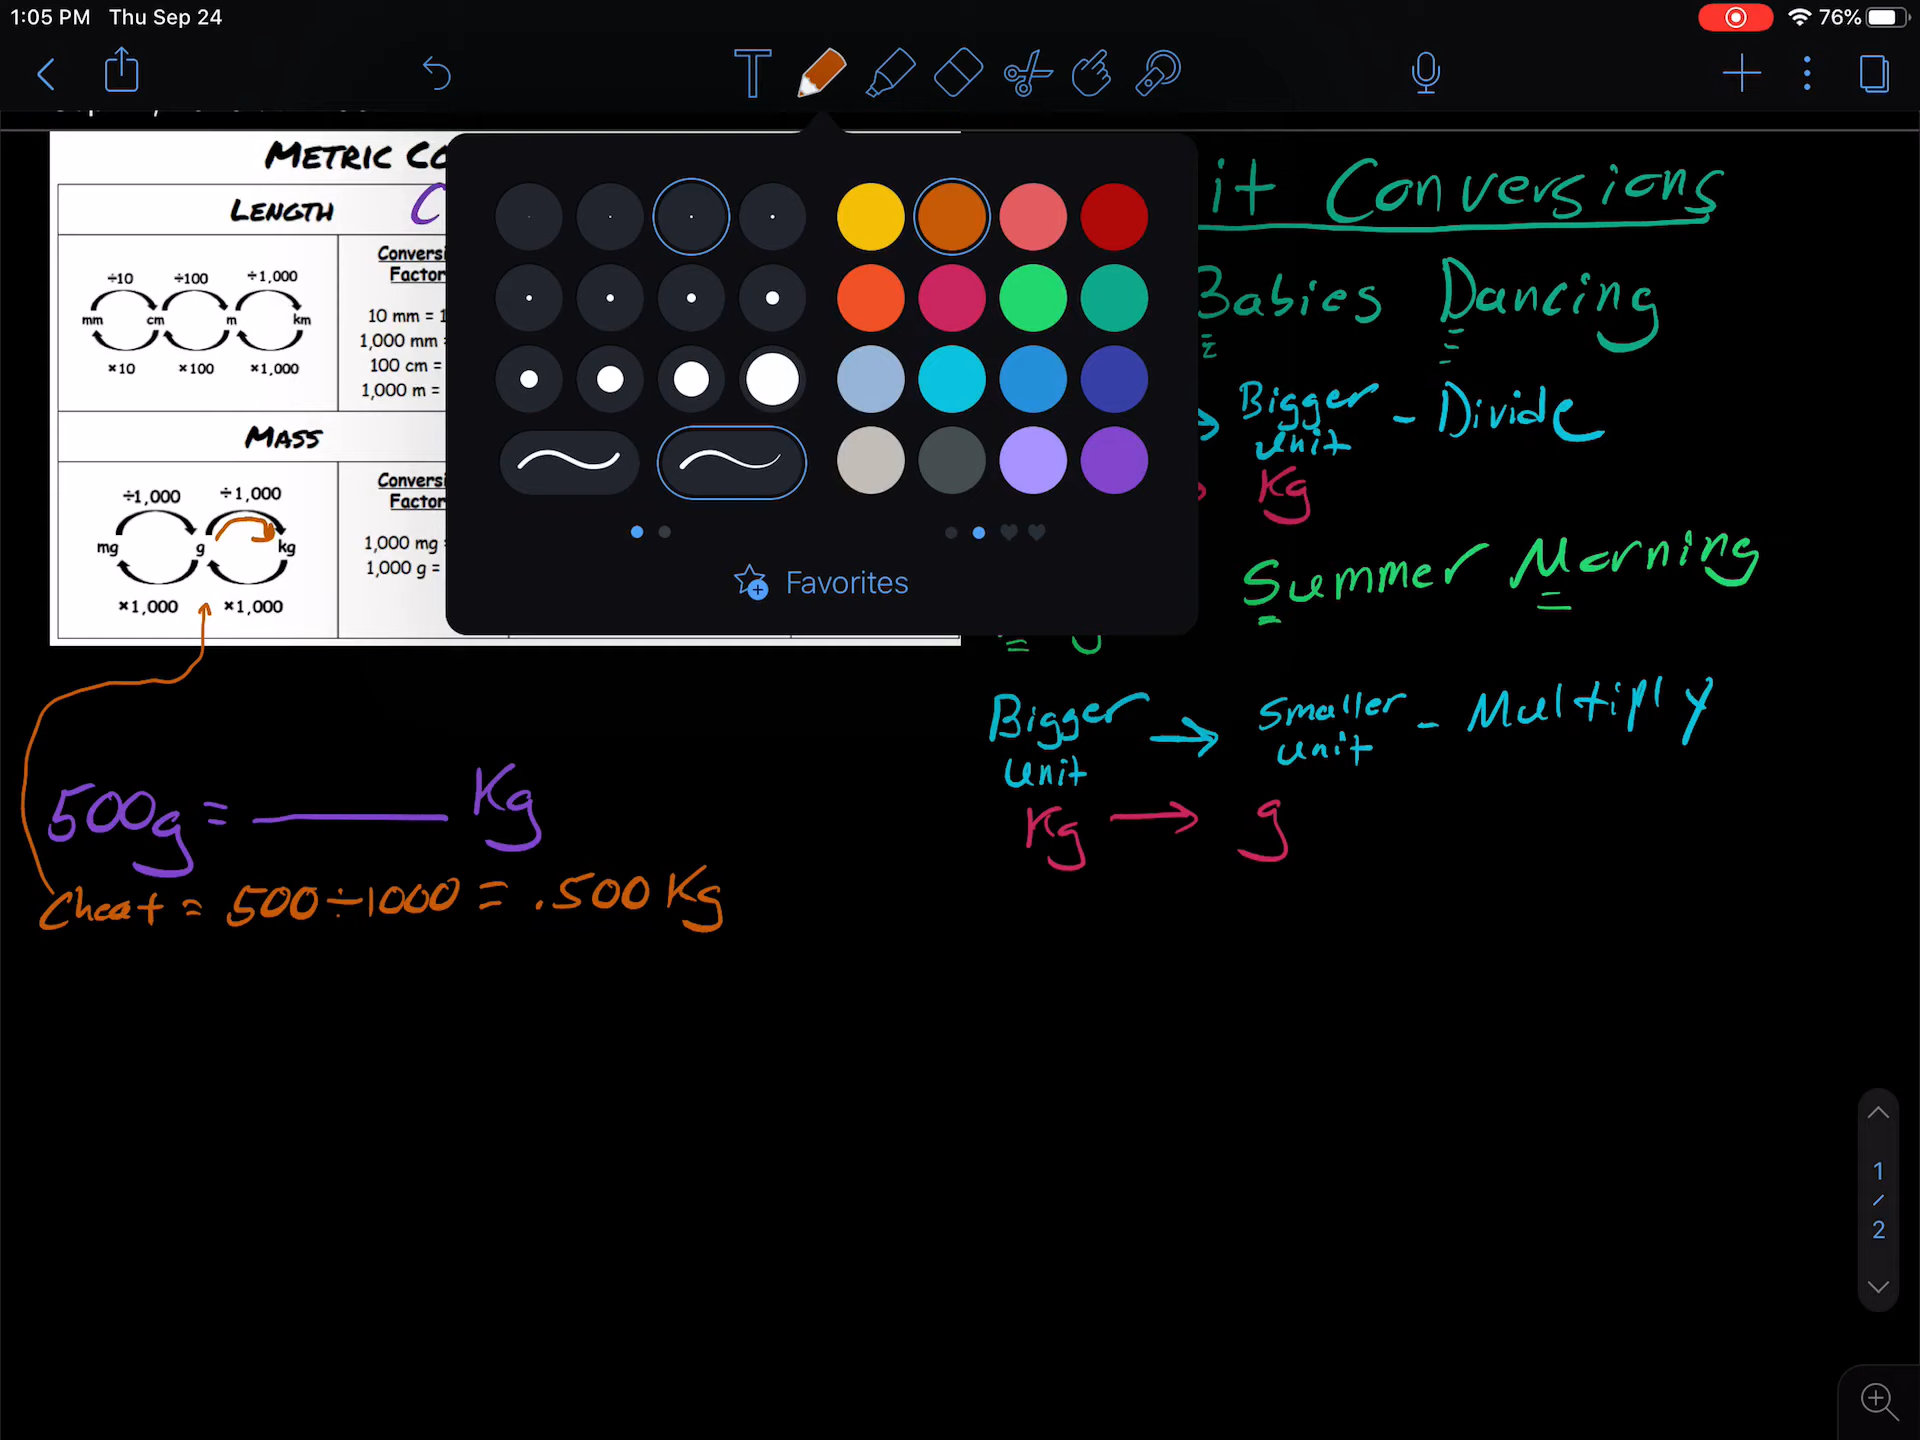 1:05 PM Thu Sep 24
76%
T
METRIC CO
LENGTH
C
÷10 ÷100 ÷1,000
mm cm m km
×10 ×100 ×1,000
Conversi
Factor
10 mm = 1
1,000 mm =
100 cm =
1,000 m =
MASS
÷1,000 ÷1,000
mg g kg
×1,000 ×1,000
Conversi
Factor
1,000 mg =
1,000 g =
Favorites
it Conversions
Babies Dancing
Bigger unit - Divide
Kg
Summer Morning
Bigger unit → Smaller unit - Multiply
Kg → g
500g = ______ Kg
Cheat = 500÷1000 = .500 Kg
1
/
2